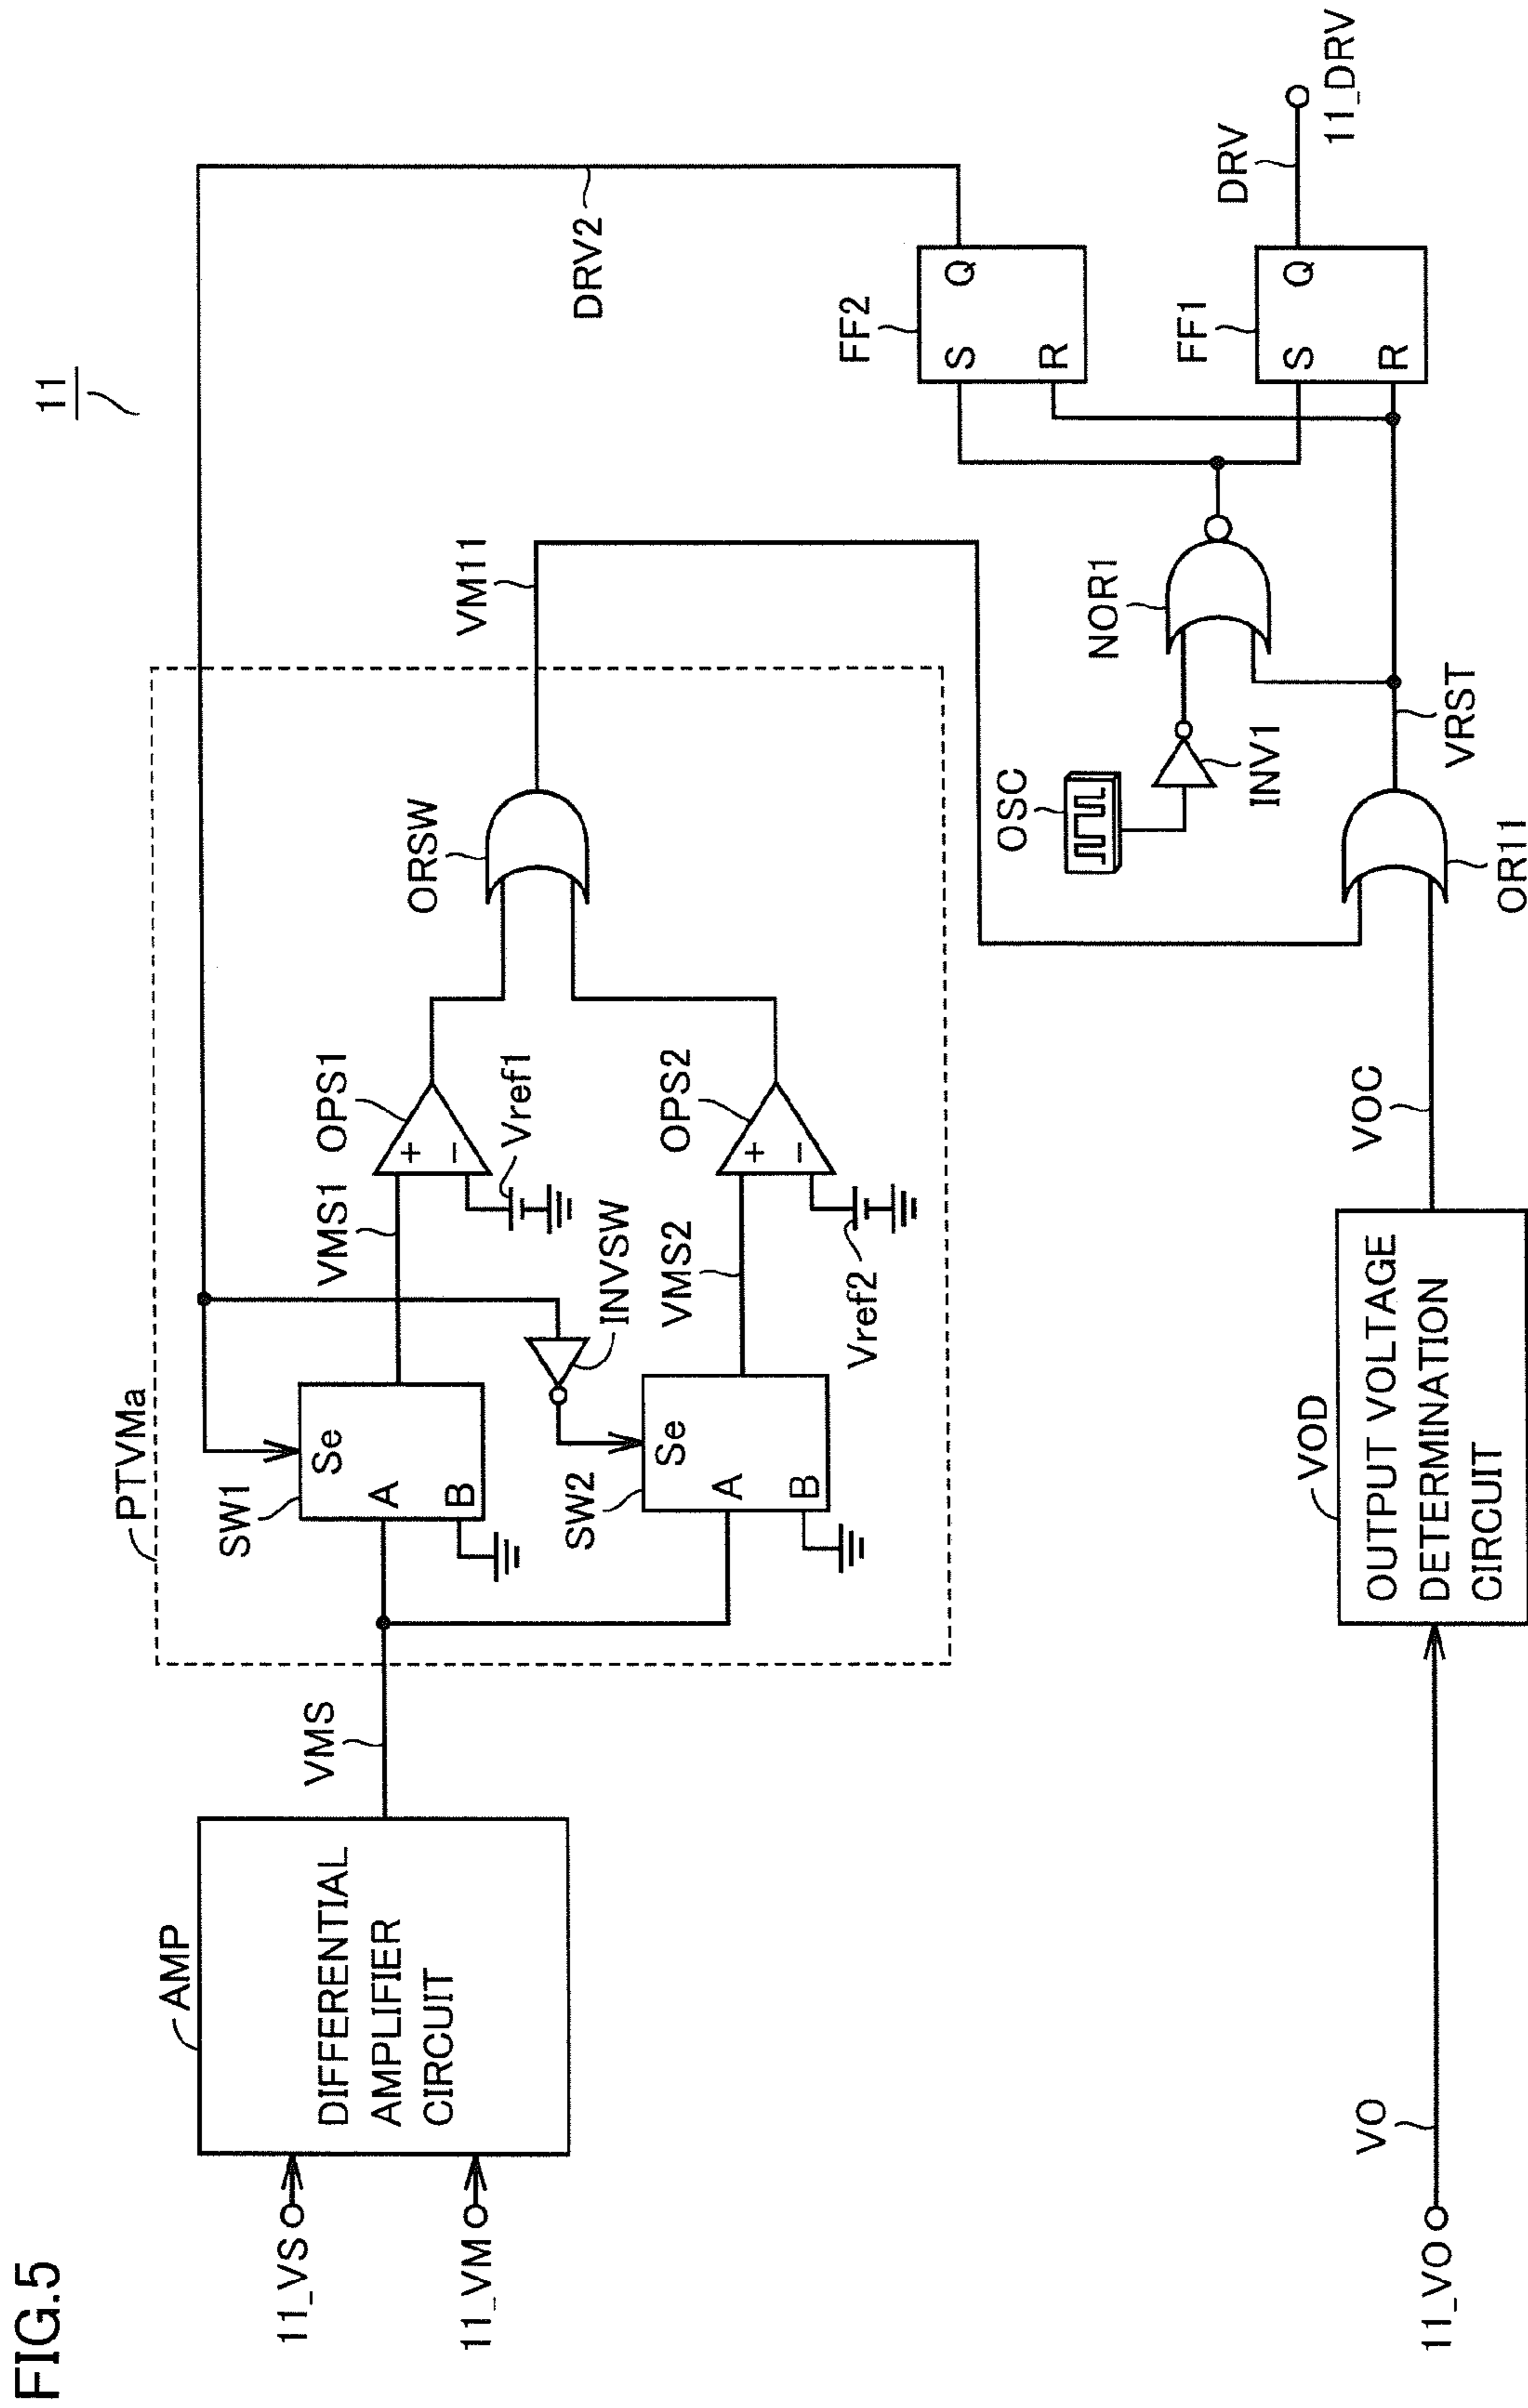 FIG.5
11
11_VS
11_VM
AMP
DIFFERENTIAL
AMPLIFIER
CIRCUIT
VMS
PTVMa
SW1
Se
A
B
VMS1
OPS1
+
−
Vref1
INVSW
SW2
Se
A
B
VMS2
OPS2
+
−
Vref2
ORSW
VM11
DRV2
OSC
INV1
NOR1
FF2
S
Q
R
FF1
S
Q
R
DRV
11_DRV
11_VO
VO
VOD
OUTPUT VOLTAGE
DETERMINATION
CIRCUIT
VOC
OR11
VRST